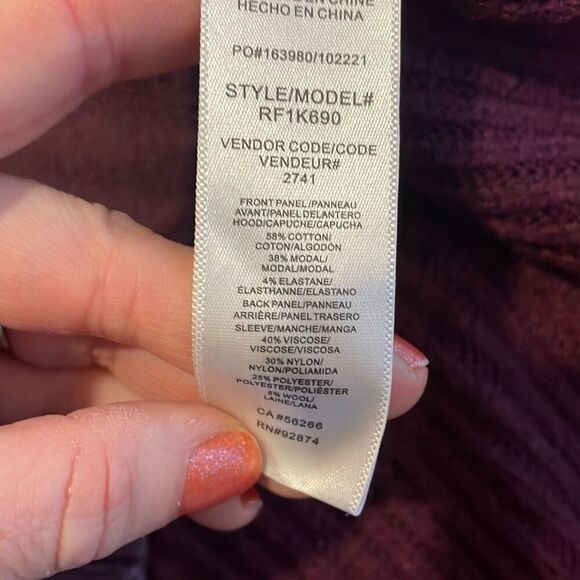 EN CHINE
HECHO EN CHINA
PO#163980/102221
STYLE/MODEL#
RF1K690
VENDOR CODE/CODE
VENDEUR#
2741
FRONT PANEL/PANNEAU
AVANT/PANEL DELANTERO
HOOD/CAPUCHE/CAPUCHA
58% COTTON/
COTON/ALGODÓN
38% MODAL/
MODAL/MODAL
4% ELASTANE/
ÉLASTHANNE/ELASTANO
BACK PANEL/PANNEAU
ARRIÈRE/PANEL TRASERO
SLEEVE/MANCHE/MANGA
40% VISCOSE/
VISCOSE/VISCOSA
30% NYLON/
NYLON/POLIAMIDA
25% POLYESTER/
POLYESTER/POLIÉSTER
5% WOOL/
LAINE/LANA
CA#56266
RN#92874